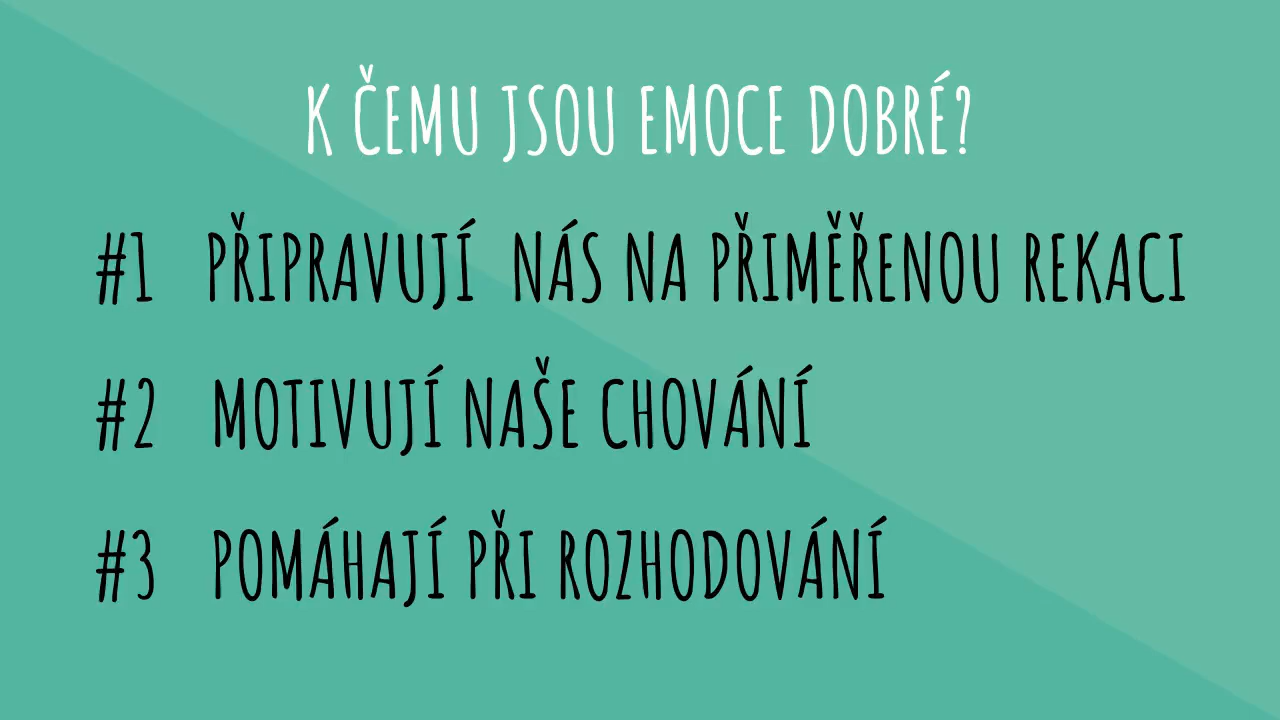 K ČEMU JSOU EMOCE DOBRÉ?
#1 PŘIPRAVUJÍ NÁS NA PŘIMĚŘENOU REKACI
#2 MOTIVUJÍ NAŠE CHOVÁNÍ
#3 POMÁHAJÍ PŘI ROZHODOVÁNÍ